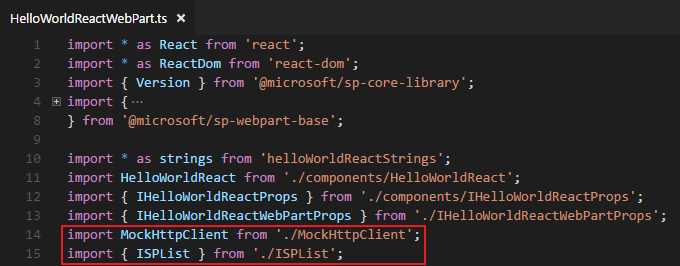 HelloWorldReactWebPart.ts ×
1 import * as React from 'react';
2 import * as ReactDom from 'react-dom';
3 import { Version } from '@microsoft/sp-core-library';
4 import {⋯
8 } from '@microsoft/sp-webpart-base';
9
10 import * as strings from 'helloWorldReactStrings';
11 import HelloWorldReact from './components/HelloWorldReact';
12 import { IHelloWorldReactProps } from './components/IHelloWorldReactProps';
13 import { IHelloWorldReactWebPartProps } from './IHelloWorldReactWebPartProps';
14 import MockHttpClient from './MockHttpClient';
15 import { ISPList } from './ISPList';